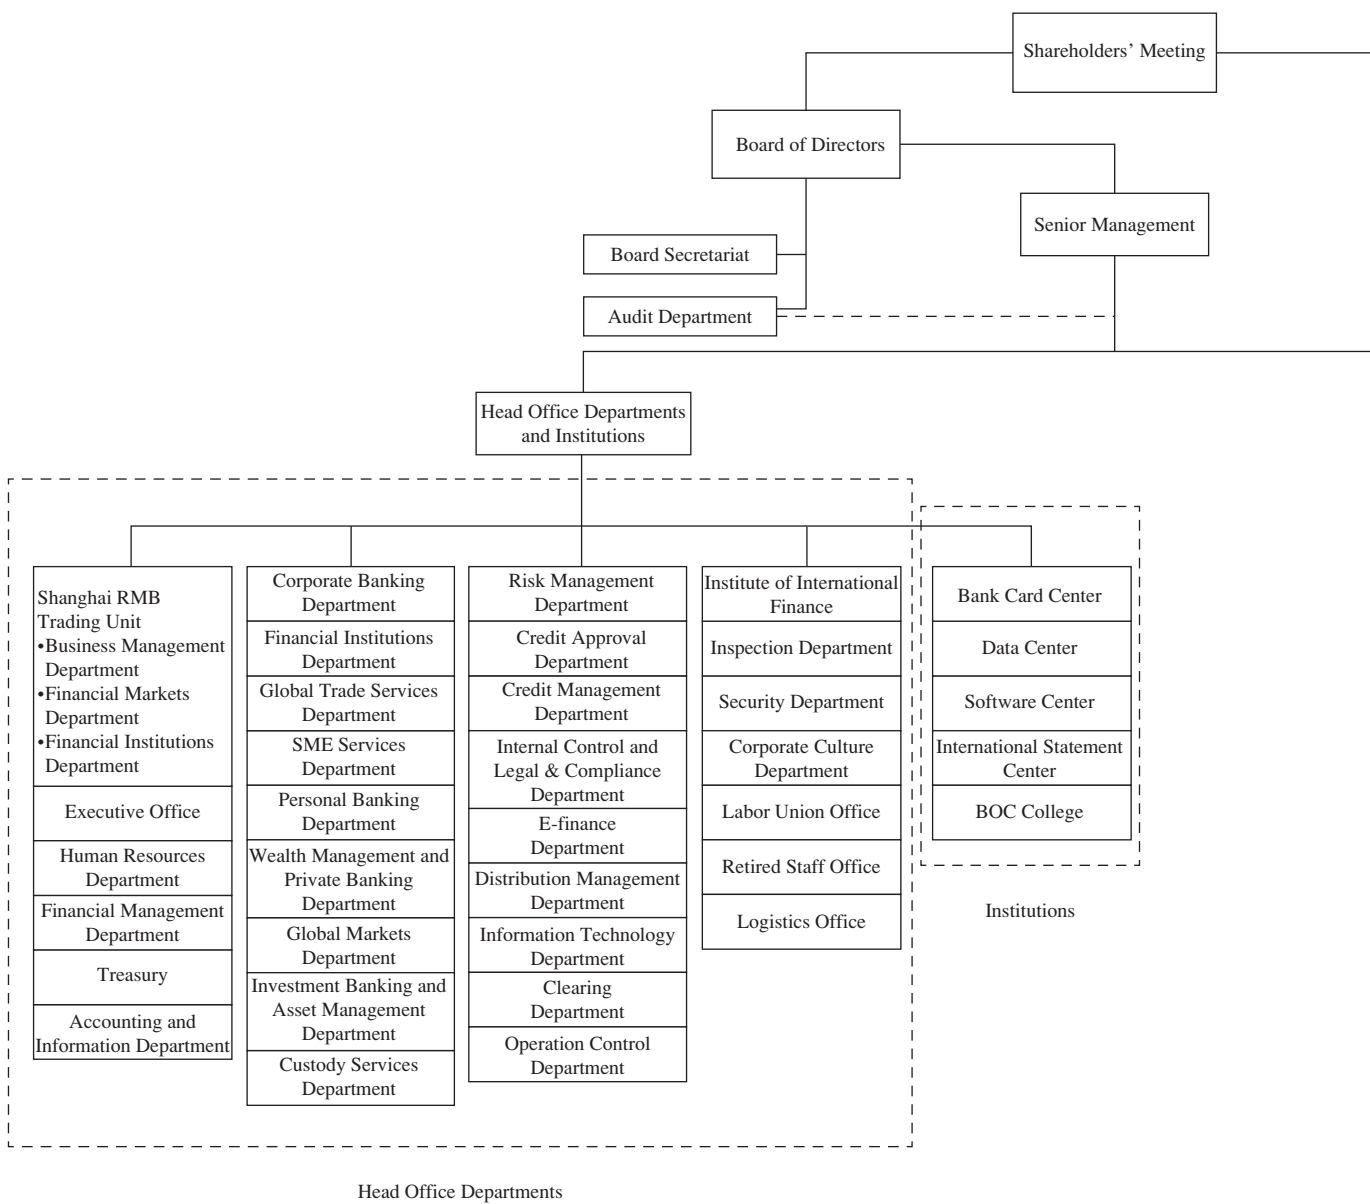 Shareholders’ Meeting
Board of Directors
Senior Management
Board Secretariat
Audit Department
Head Office Departments
and Institutions
Shanghai RMB
Trading Unit
•Business Management
Department
•Financial Markets
Department
•Financial Institutions
Department
Executive Office
Human Resources
Department
Financial Management
Department
Treasury
Accounting and
Information Department
Corporate Banking
Department
Financial Institutions
Department
Global Trade Services
Department
SME Services
Department
Personal Banking
Department
Wealth Management and
Private Banking
Department
Global Markets
Department
Investment Banking and
Asset Management
Department
Custody Services
Department
Risk Management
Department
Credit Approval
Department
Credit Management
Department
Internal Control and
Legal & Compliance
Department
E-finance
Department
Distribution Management
Department
Information Technology
Department
Clearing
Department
Operation Control
Department
Institute of International
Finance
Inspection Department
Security Department
Corporate Culture
Department
Labor Union Office
Retired Staff Office
Logistics Office
Bank Card Center
Data Center
Software Center
International Statement
Center
BOC College
Institutions
Head Office Departments